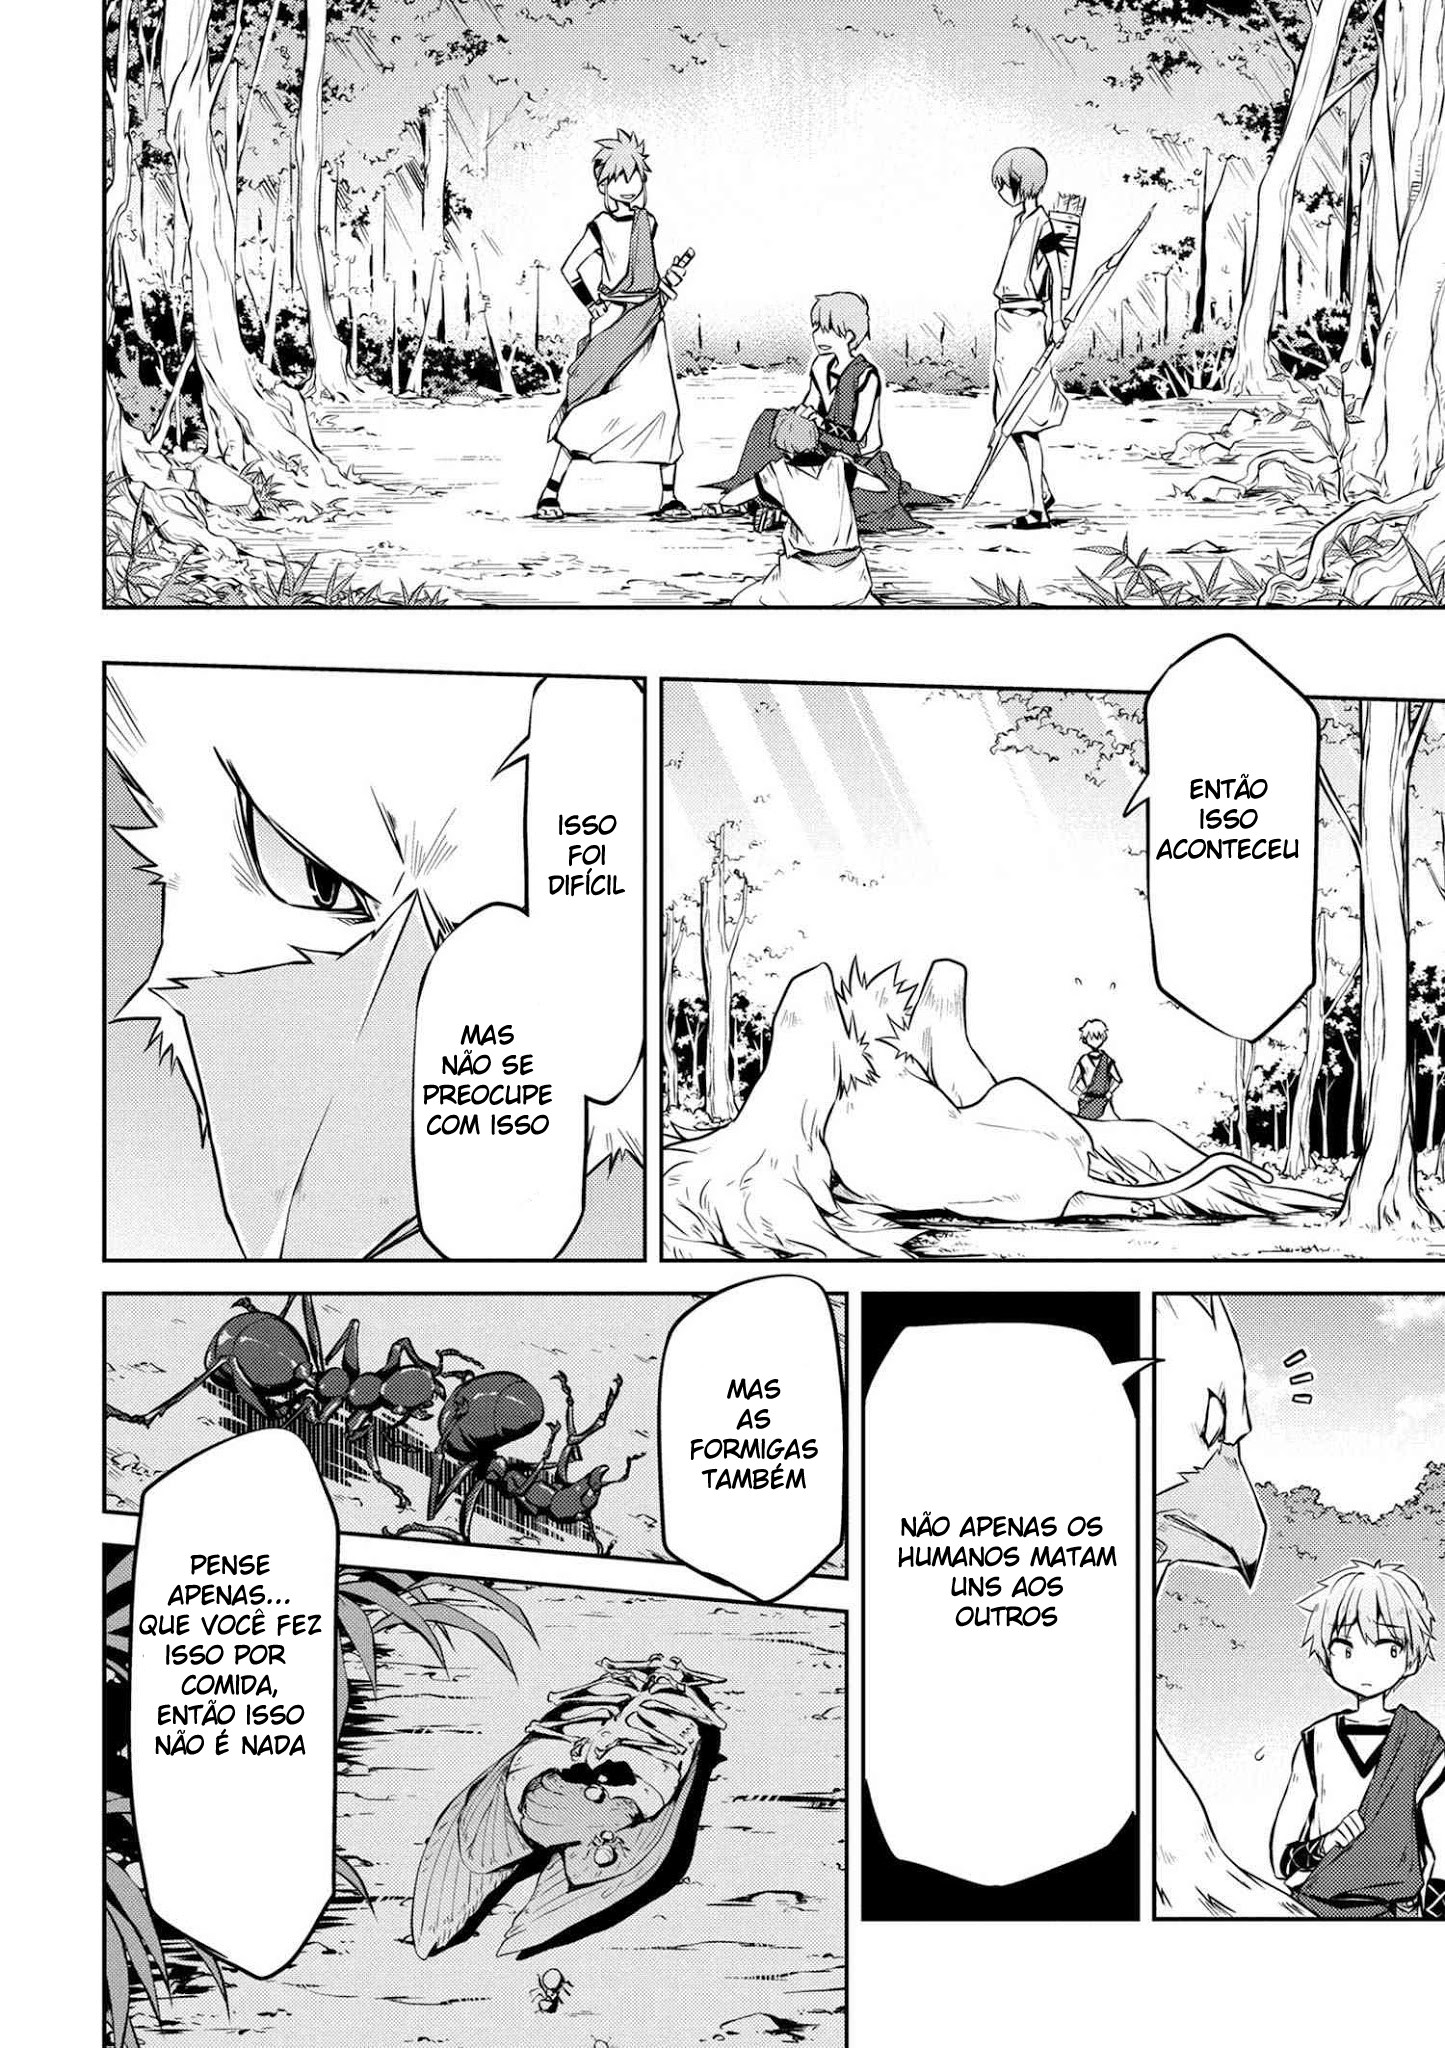 ENTÃO
ISSO
ACONTECEU
ISSO
FOI
DIFÍCIL
MAS
NÃO SE
PREOCUPE
COM ISSO
NÃO APENAS OS
HUMANOS MATAM
UNS AOS
OUTROS
MAS
AS
FORMIGAS
TAMBÉM
PENSE
APENAS...
QUE VOCÊ FEZ
ISSO POR
COMIDA,
ENTÃO ISSO
NÃO É NADA